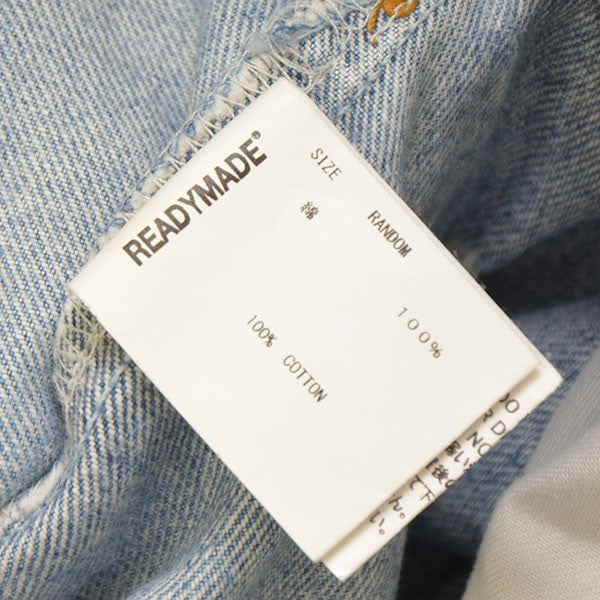 READYMADE®
SIZE RANDOM
綿 100%
100% COTTON